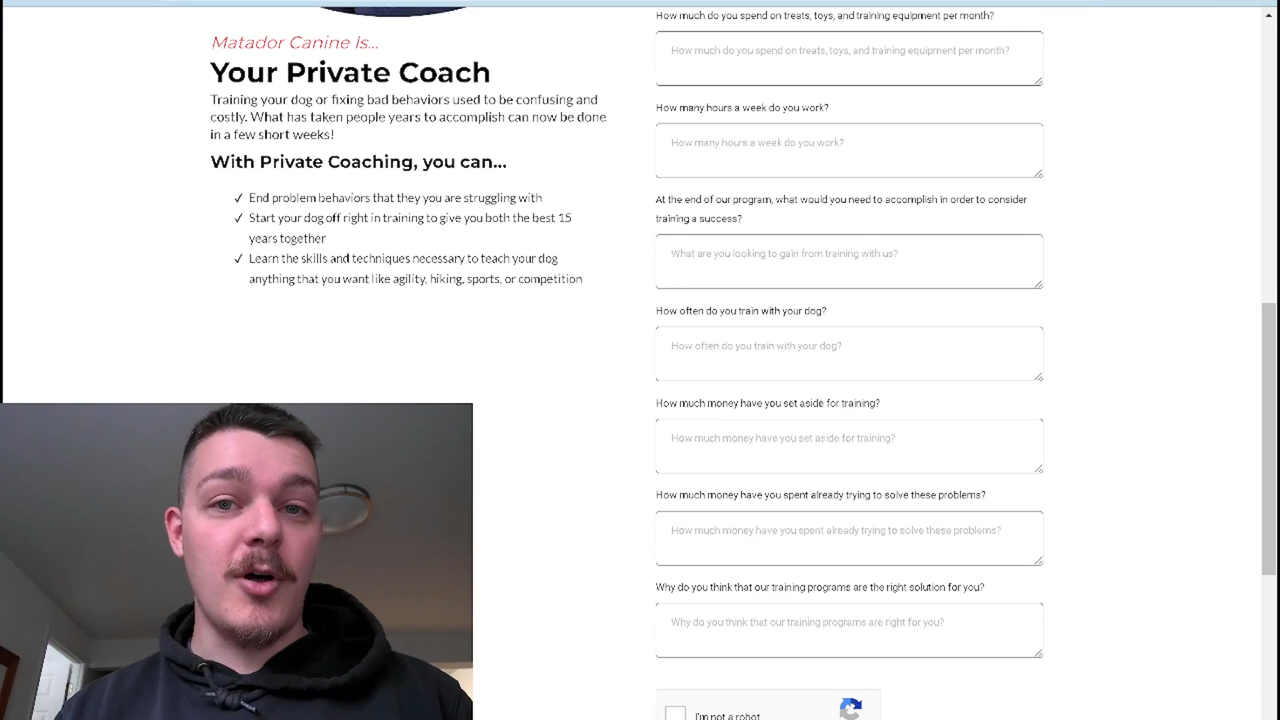 Matador Canine Is...
Your Private Coach
Training your dog or fixing bad behaviors used to be confusing and
costly. What has taken people years to accomplish can now be done
in a few short weeks!
With Private Coaching, you can...
✓ End problem behaviors that they you are struggling with
✓ Start your dog off right in training to give you both the best 15
years together
✓ Learn the skills and techniques necessary to teach your dog
anything that you want like agility, hiking, sports, or competition
How much do you spend on treats, toys, and training equipment per month?
How much do you spend on treats, toys, and training equipment per month?
How many hours a week do you work?
How many hours a week do you work?
At the end of our program, what would you need to accomplish in order to consider
training a success?
What are you looking to gain from training with us?
How often do you train with your dog?
How often do you train with your dog?
How much money have you set aside for training?
How much money have you set aside for training?
How much money have you spent already trying to solve these problems?
How much money have you spent already trying to solve these problems?
Why do you think that our training programs are the right solution for you?
Why do you think that our training programs are right for you?
I'm not a robot